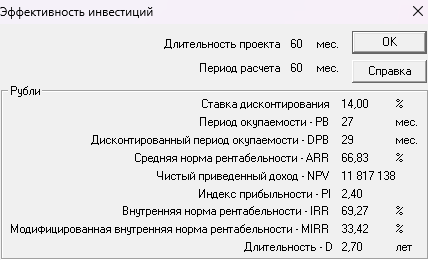 Эффективность инвестиций
Длительность проекта 60 мес. OK
Период расчета 60 мес. Справка
Рубли
Ставка дисконтирования 14,00 %
Период окупаемости - PB 27 мес.
Дисконтированный период окупаемости - DPB 29 мес.
Средняя норма рентабельности - ARR 66,83 %
Чистый приведенный доход - NPV 11 817 138
Индекс прибыльности - PI 2,40
Внутренняя норма рентабельности - IRR 69,27 %
Модифицированная внутренняя норма рентабельности - MIRR 33,42 %
Длительность - D 2,70 лет